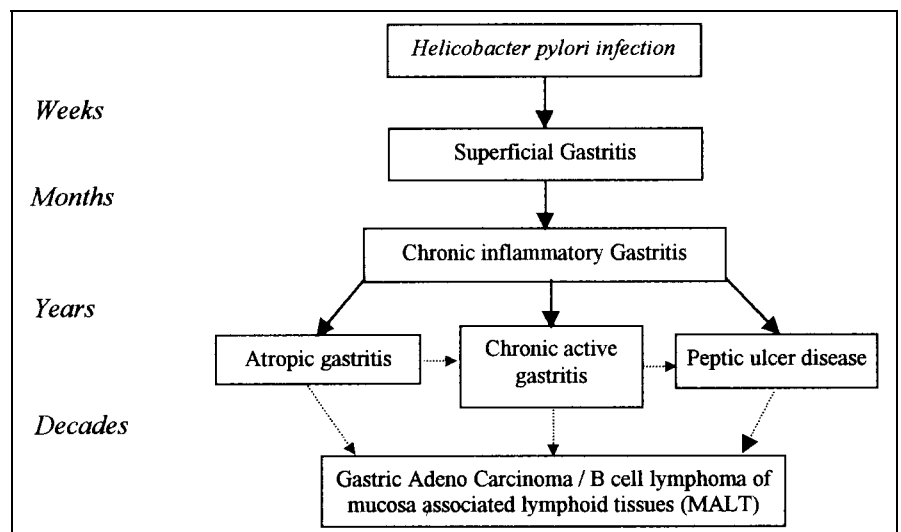 Helicobacter pylori infection
Weeks
Superficial Gastritis
Months
Chronic inflammatory Gastritis
Years
Atropic gastritis
Chronic active
gastritis
Peptic ulcer disease
Decades
Gastric Adeno Carcinoma / B cell lymphoma of
mucosa associated lymphoid tissues (MALT)